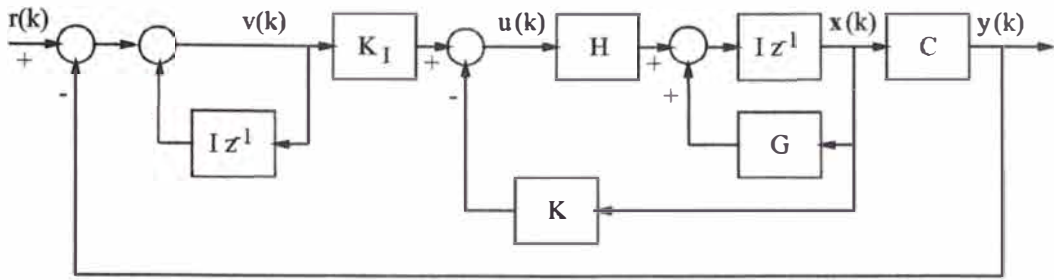 r(k) v(k) u(k) x(k) y(k)
+ K I + H + I z⁻¹ C
- I z⁻¹ - + G
K